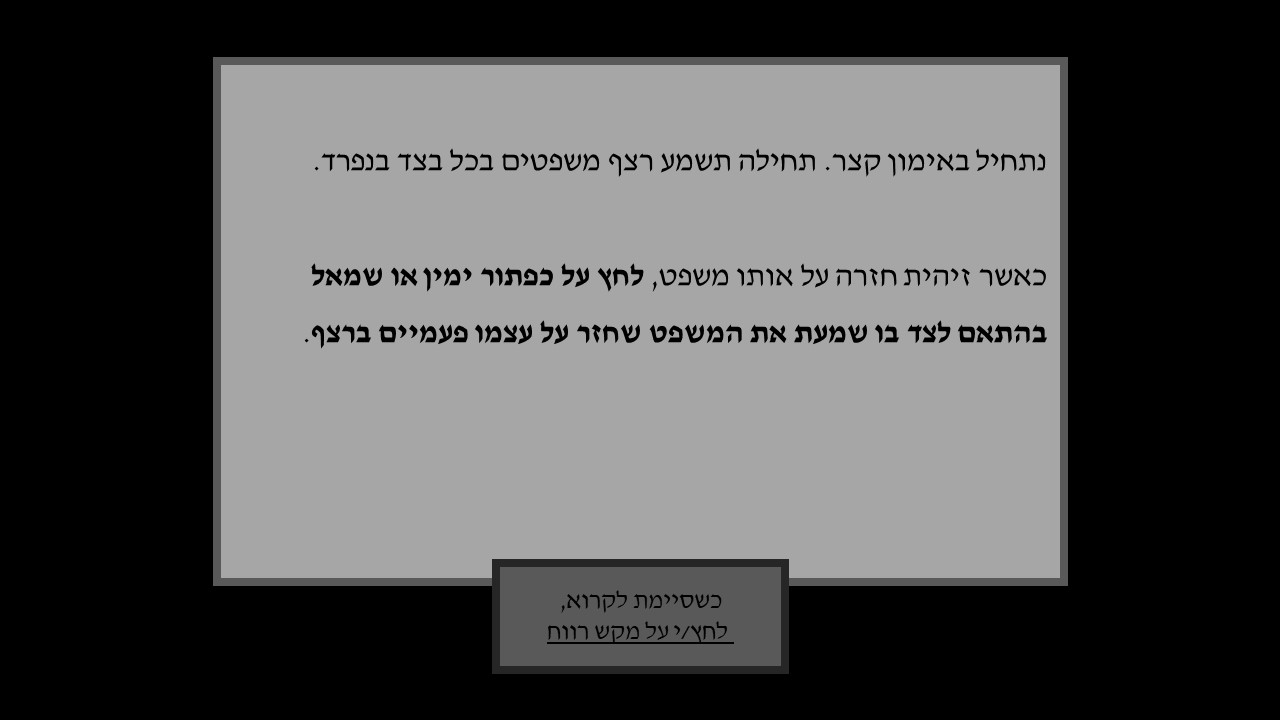 נתחיל באימון קצר. תחילה תשמע רצף משפטים בכל בצד בנפרד.
כאשר זיהית חזרה על אותו משפט, לחץ על כפתור ימין או שמאל
בהתאם לצד בו שמעת את המשפט שחזר על עצמו פעמיים ברצף.
כשסיימת לקרוא,
לחץ/י על מקש רווח